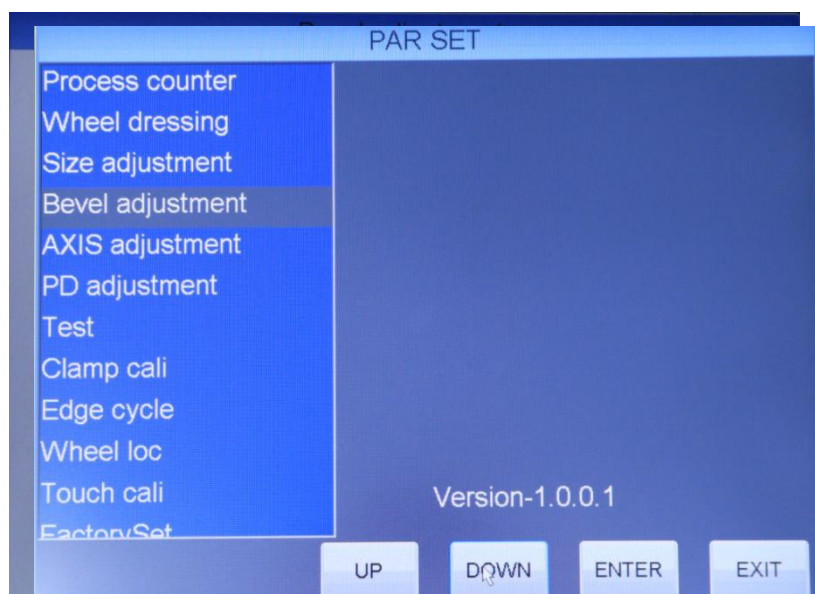 PAR SET
Process counter
Wheel dressing
Size adjustment
Bevel adjustment
AXIS adjustment
PD adjustment
Test
Clamp cali
Edge cycle
Wheel loc
Touch cali
Version-1.0.0.1
FactorySet
UP
DOWN
ENTER
EXIT